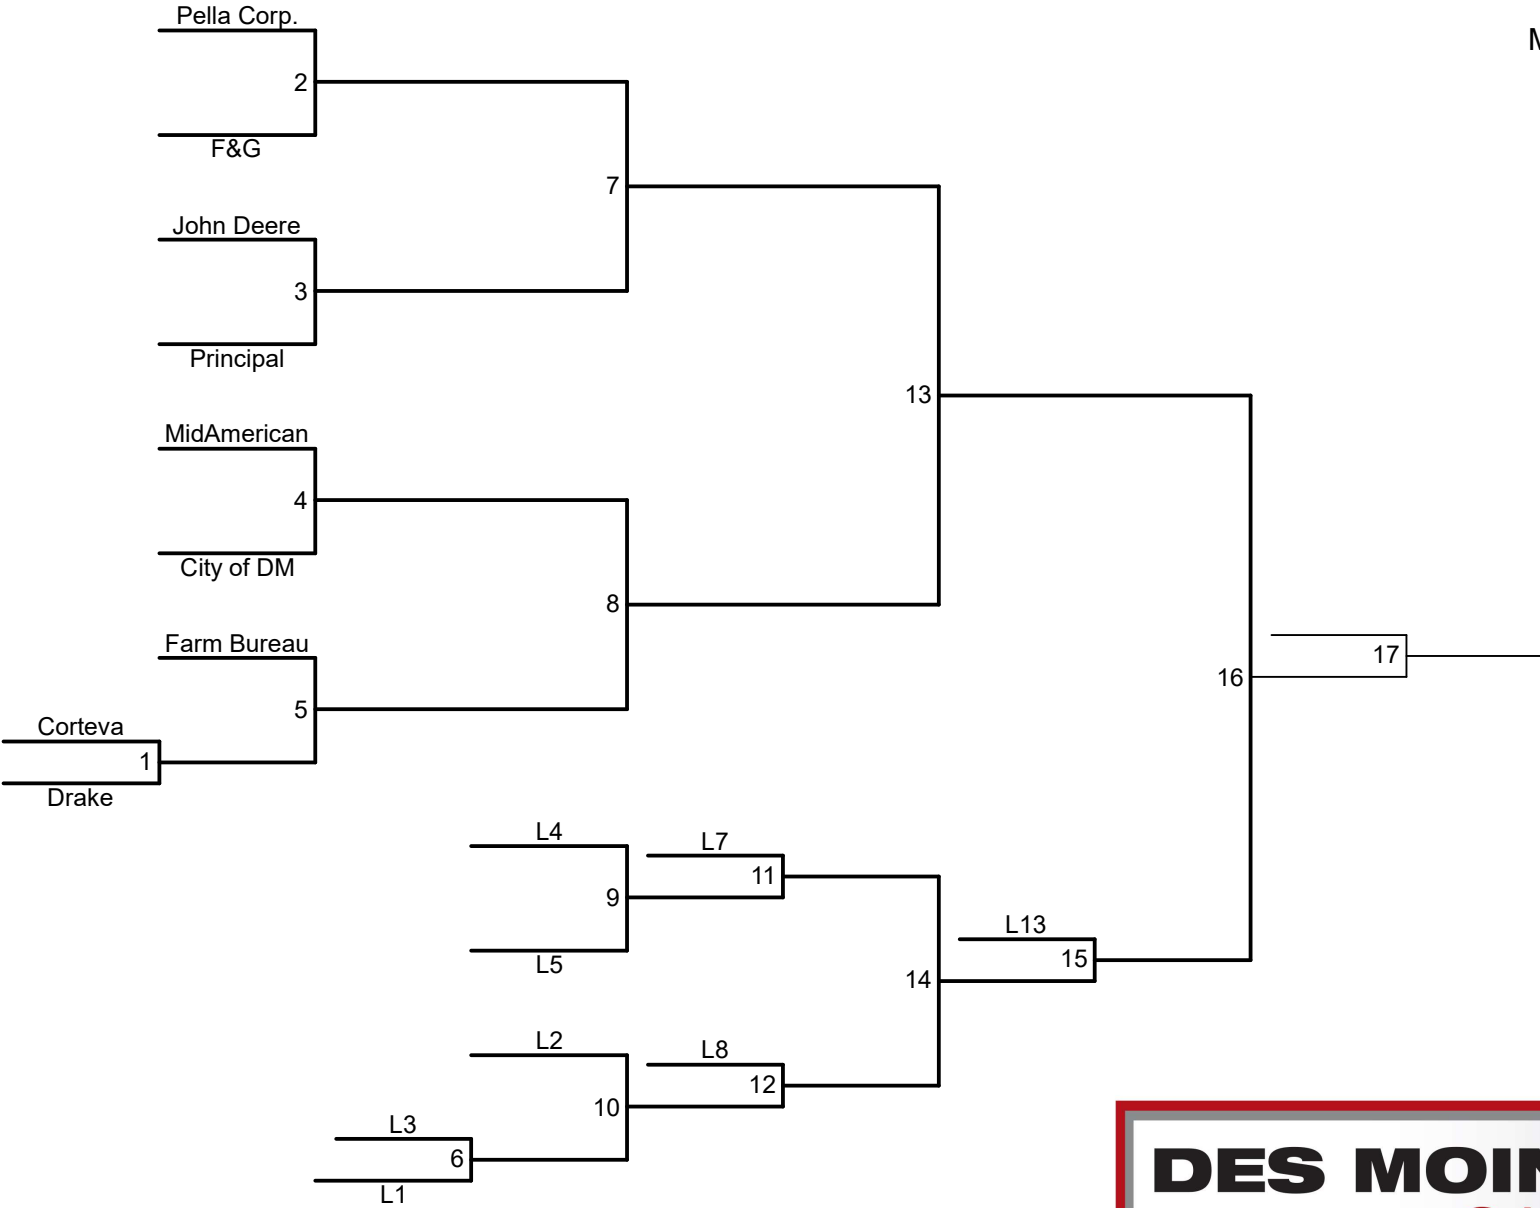 Pella Corp.
2
F&G
7
John Deere
3
Principal
13
MidAmerican
4
City of DM
8
Farm Bureau
5
17
16
Corteva
1
Drake
L4
L7
11
9
L13
L5
15
14
L2
L8
12
10
L3
6
L1
DES MOIN